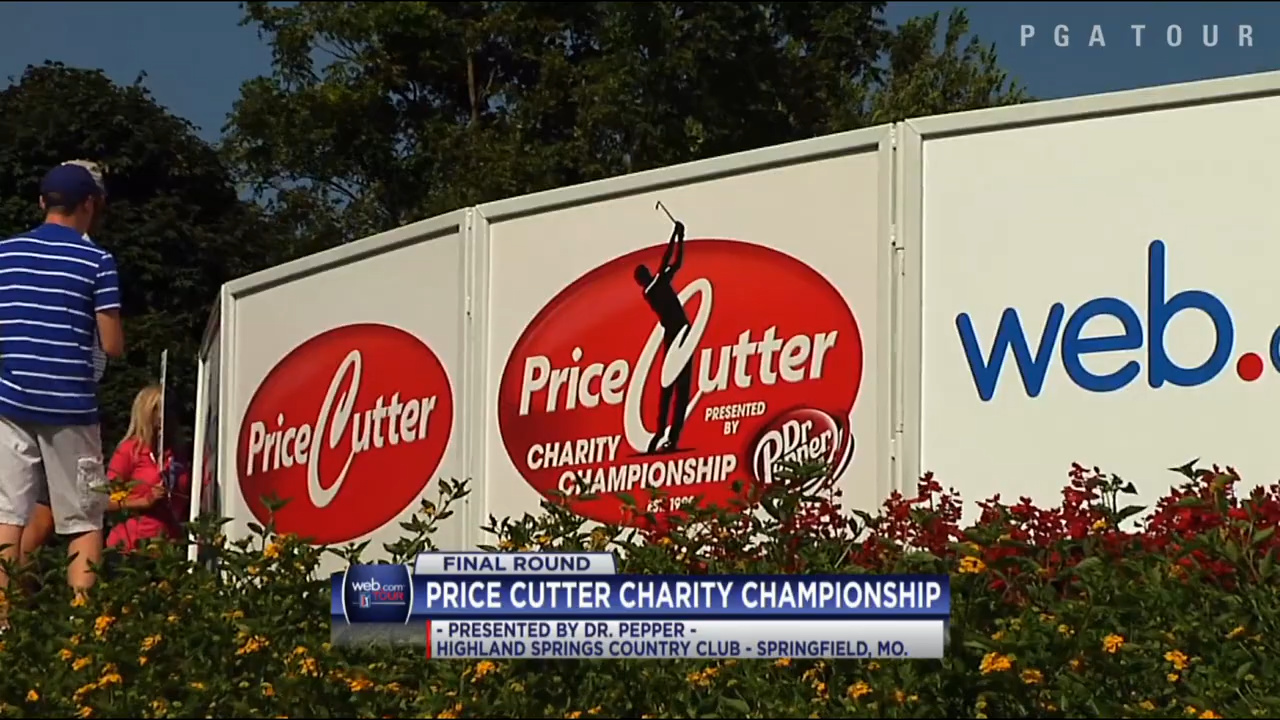 PGA TOUR
Price Cutter
Price Cutter
CHARITY
CHAMPIONSHIP
PRESENTED
BY
Dr
Pepper
web.
FINAL ROUND
web.com
TOUR
PRICE CUTTER CHARITY CHAMPIONSHIP
- PRESENTED BY DR. PEPPER -
HIGHLAND SPRINGS COUNTRY CLUB - SPRINGFIELD, MO.